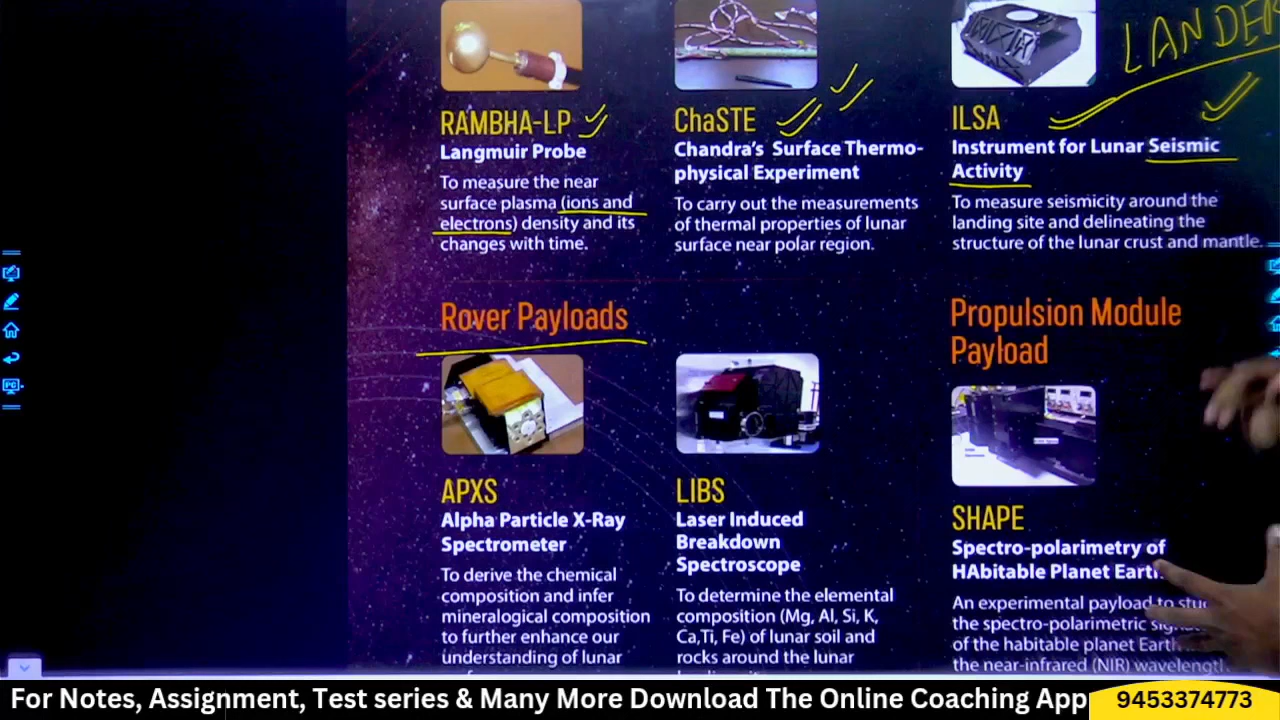 LANDER
RAMBHA-LP
Langmuir Probe
To measure the near
surface plasma (ions and
electrons) density and its
changes with time.
ChaSTE
Chandra's Surface Thermo-
physical Experiment
To carry out the measurements
of thermal properties of lunar
surface near polar region.
ILSA
Instrument for Lunar Seismic
Activity
To measure seismicity around the
landing site and delineating the
structure of the lunar crust and mantle.
Rover Payloads
APXS
Alpha Particle X-Ray
Spectrometer
To derive the chemical
composition and infer
mineralogical composition
to further enhance our
understanding of lunar
LIBS
Laser Induced
Breakdown
Spectroscope
To determine the elemental
composition (Mg, Al, Si, K,
Ca,Ti, Fe) of lunar soil and
rocks around the lunar
Propulsion Module
Payload
SHAPE
Spectro-polarimetry of
HAbitable Planet Earth
An experimental payload to
the spectro-polarimetric
of the habitable planet Earth
the near-infrared (NIR)
PC
For Notes, Assignment, Test series & Many More Download The Online Coaching App
9453374773